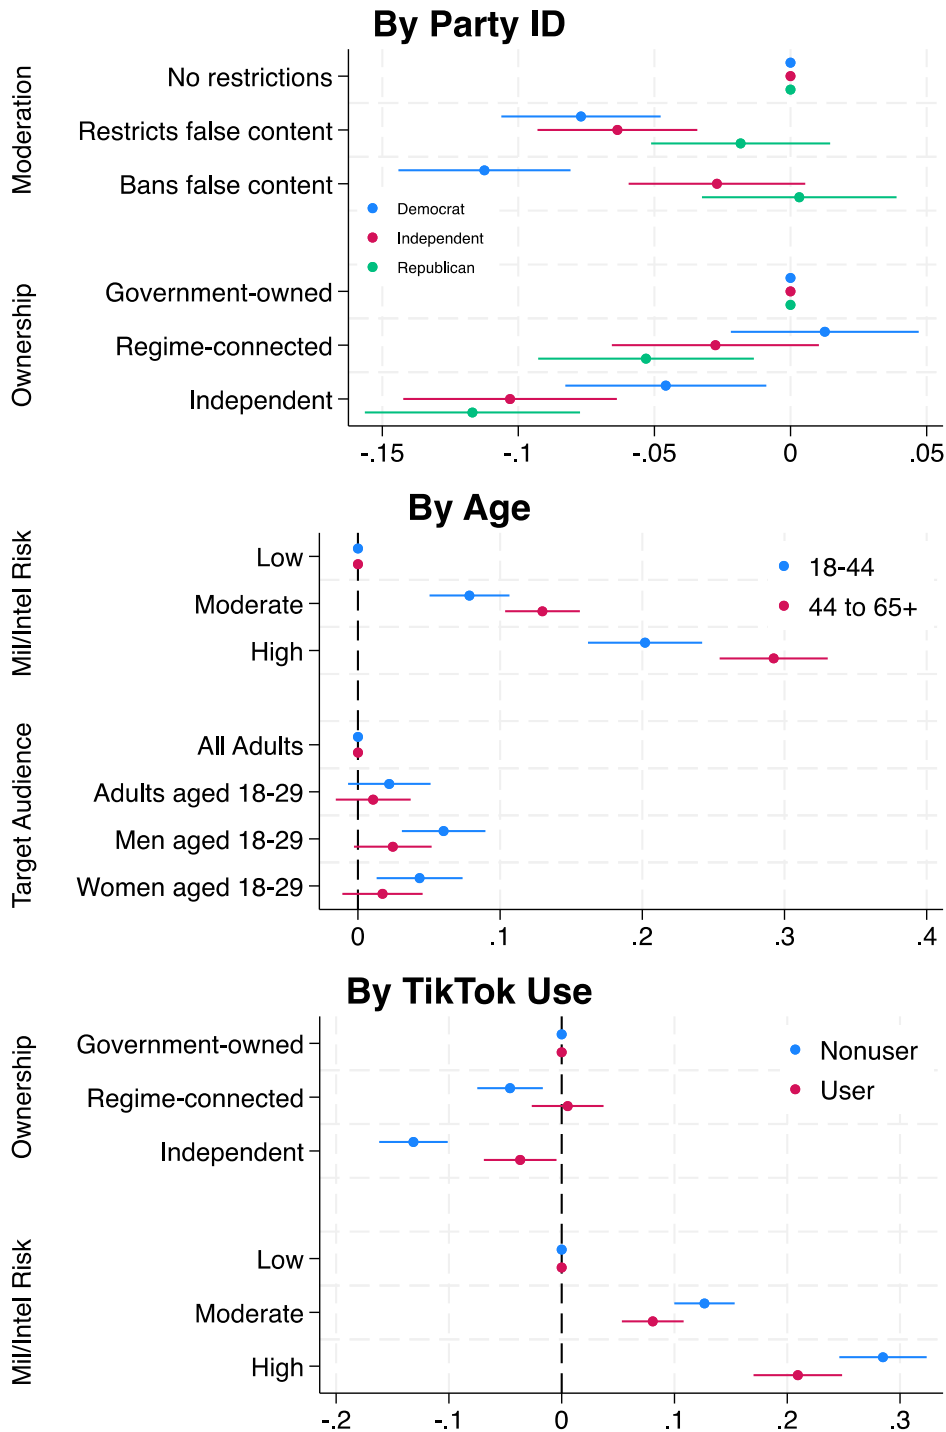 By Party ID
Moderation
No restrictions
Restricts false content
Bans false content
Democrat
Independent
Republican
Ownership
Government-owned
Regime-connected
Independent
-.15 -.1 -.05 0 .05
By Age
Mil/Intel Risk
Low
Moderate
High
18-44
44 to 65+
Target Audience
All Adults
Adults aged 18-29
Men aged 18-29
Women aged 18-29
0 .1 .2 .3 .4
By TikTok Use
Ownership
Government-owned
Regime-connected
Independent
Nonuser
User
Mil/Intel Risk
Low
Moderate
High
-.2 -.1 0 .1 .2 .3